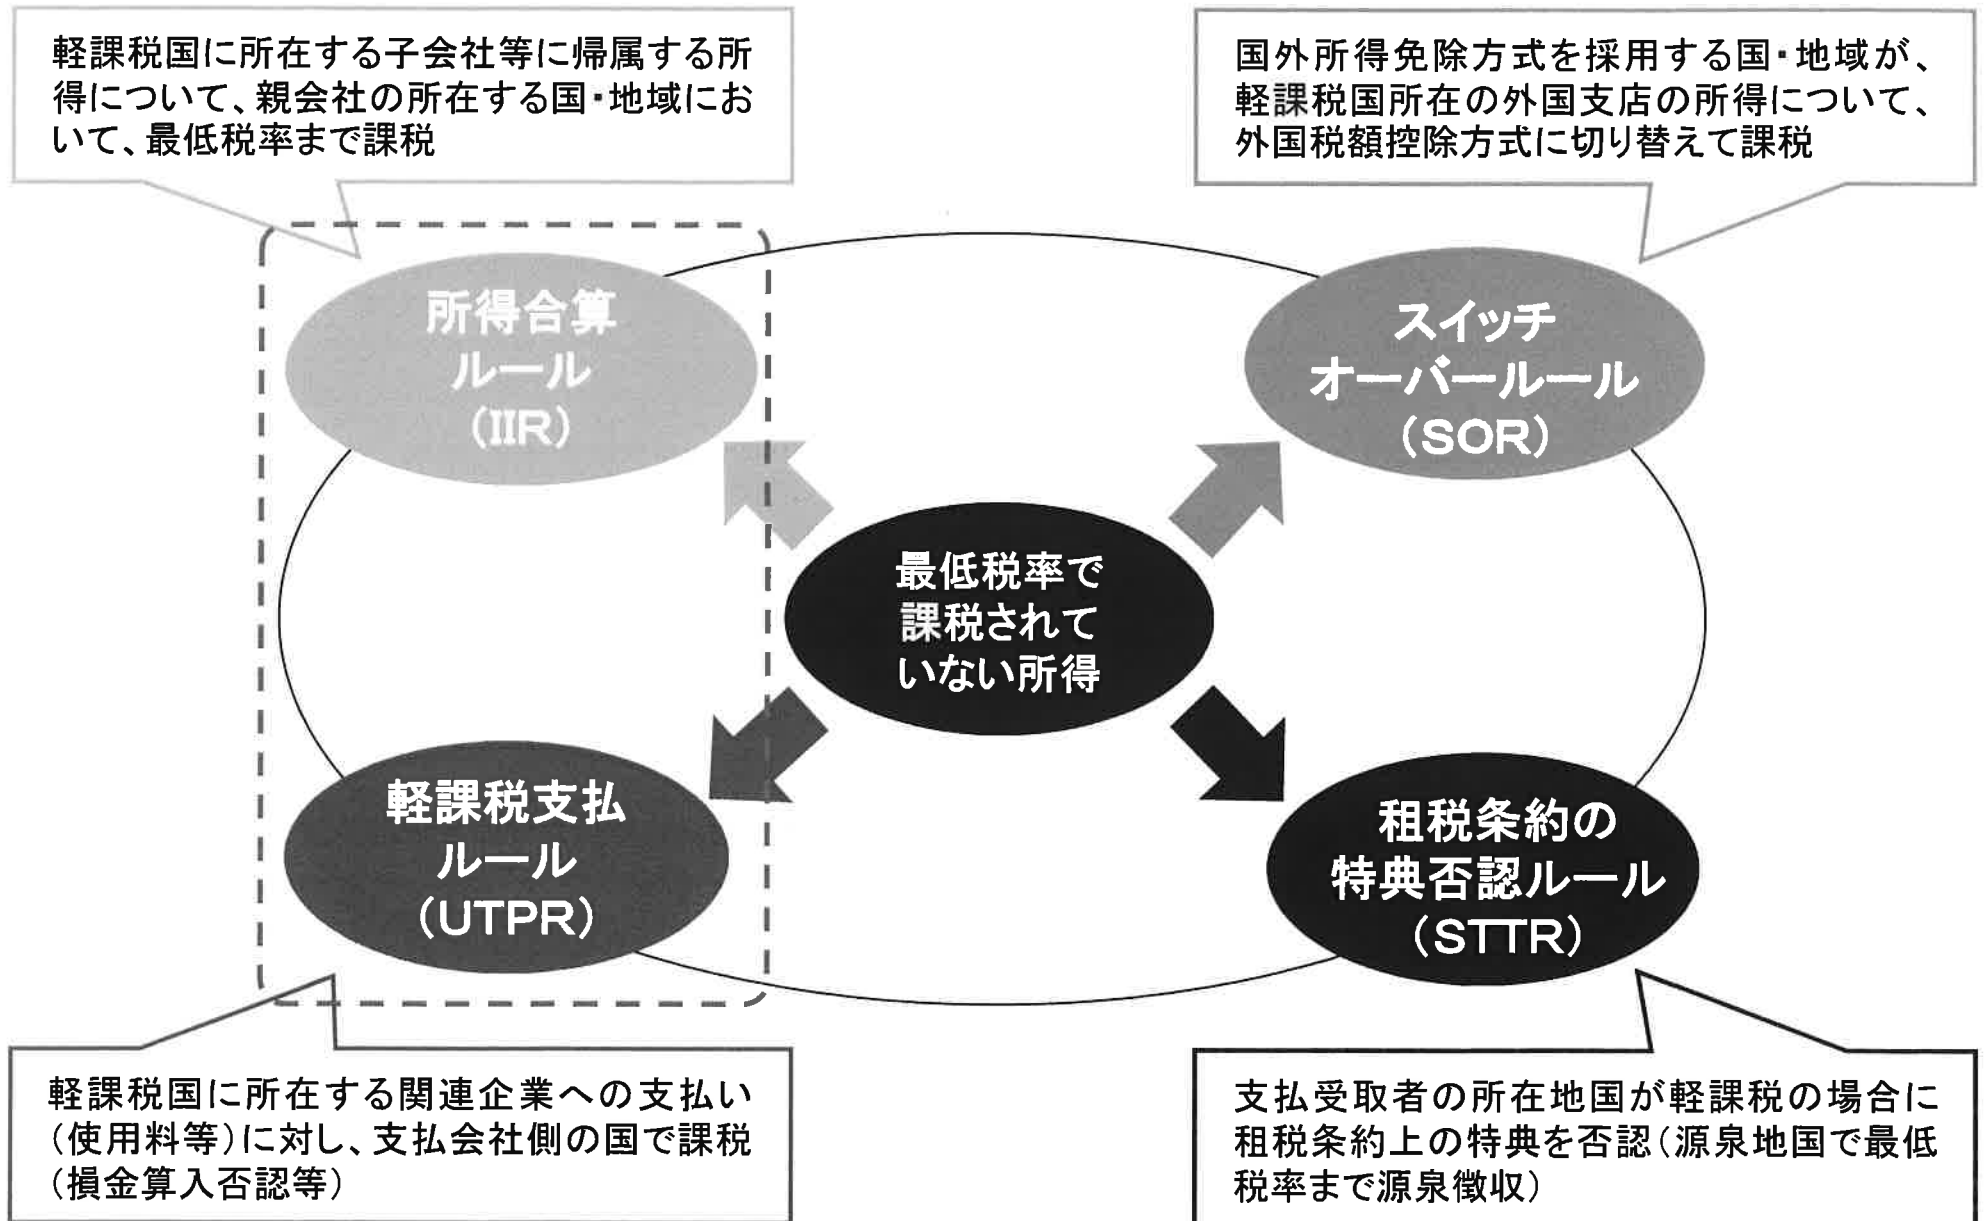 軽課税国に所在する子会社等に帰属する所
得について、親会社の所在する国・地域にお
いて、最低税率まで課税
国外所得免除方式を採用する国・地域が、
軽課税国所在の外国支店の所得について、
外国税額控除方式に切り替えて課税
所得合算
ルール
(IIR)
スイッチ
オーバールール
(SOR)
最低税率で
課税されて
いない所得
軽課税支払
ルール
(UTPR)
租税条約の
特典否認ルール
(STTR)
軽課税国に所在する関連企業への支払い
(使用料等)に対し、支払会社側の国で課税
(損金算入否認等)
支払受取者の所在地国が軽課税の場合に
租税条約上の特典を否認(源泉地国で最低
税率まで源泉徴収)